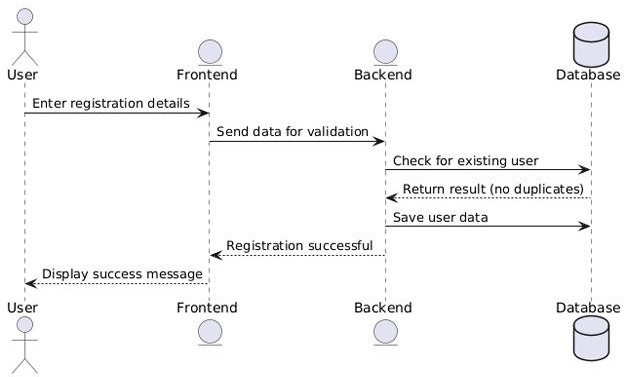 User Frontend Backend Database
Enter registration details
Send data for validation
Check for existing user
Return result (no duplicates)
Save user data
Registration successful
Display success message
User Frontend Backend Database